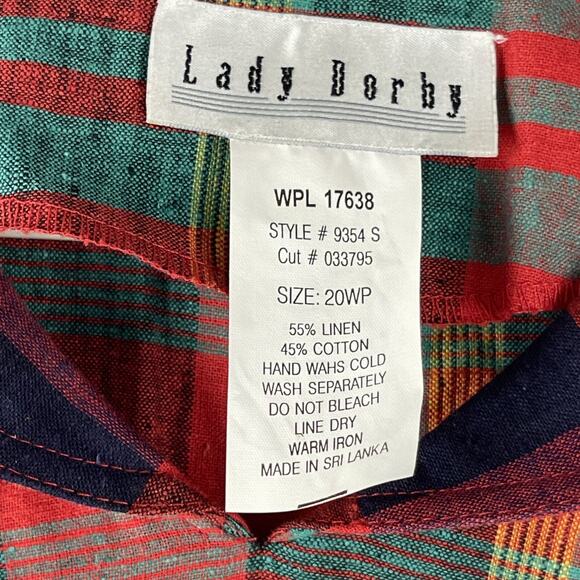 Lady Dorby
WPL 17638
STYLE # 9354 S
Cut # 033795
SIZE: 20WP
55% LINEN
45% COTTON
HAND WAHS COLD
WASH SEPARATELY
DO NOT BLEACH
LINE DRY
WARM IRON
MADE IN SRI LANKA